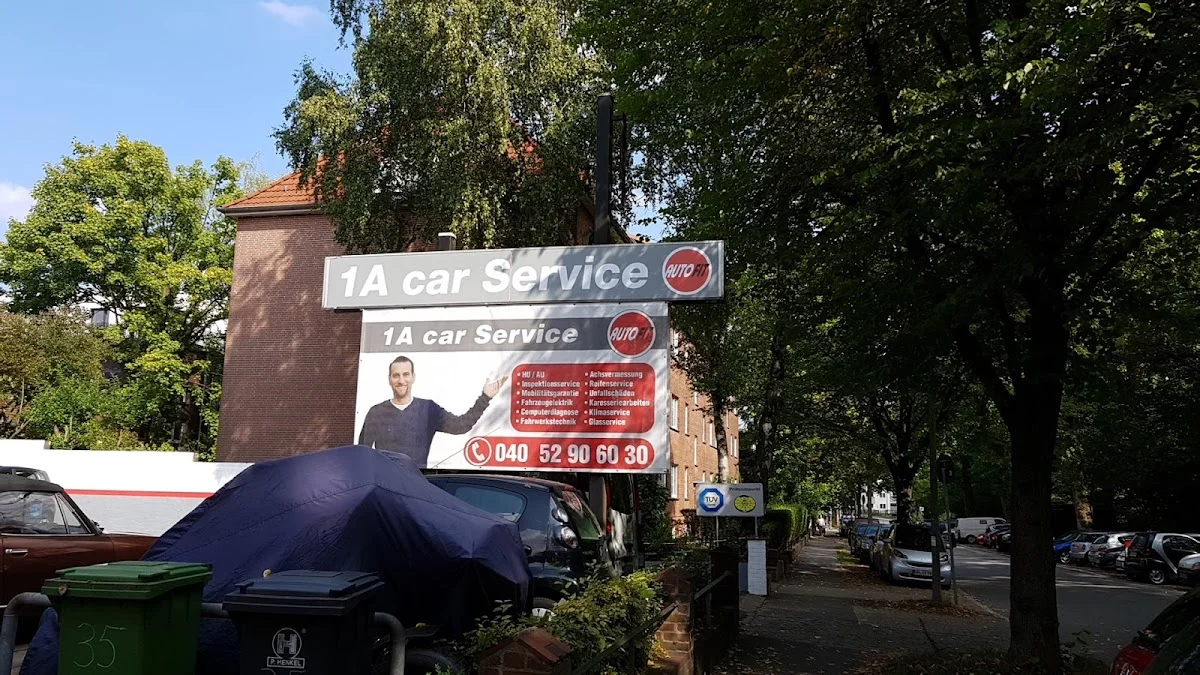 1A car Service AUTOFIT
1A car Service AUTOFIT
• HU / AU
• Inspektionsservice
• Mobilitätsgarantie
• Fahrzeugelektrik
• Computerdiagnose
• Fahrwerkstechnik
• Achsvermessung
• Reifenservice
• Unfallschäden
• Karosseriearbeiten
• Klimaservice
• Glasservice
040 52 90 60 30
TÜV
35
H
P. HENKEL